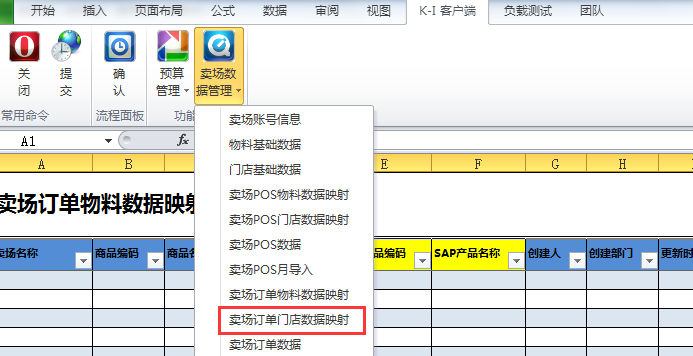 开始 插入 页面布局 公式 数据 审阅 视图 K-I 客户端 负载测试 团队
关闭 提交 确认 预算管理 卖场数据管理
常用命令 流程面板 功能
A1 fx
A B E F G H I
卖场账号信息
物料基础数据
门店基础数据
卖场POS物料数据映射
卖场POS门店数据映射
卖场POS数据
卖场POS月导入
卖场订单物料数据映射
卖场订单门店数据映射
卖场订单数据
卖场订单物料数据映射
卖场名称 商品编码 商品名 品编码 SAP产品名称 创建人 创建部门 更新时